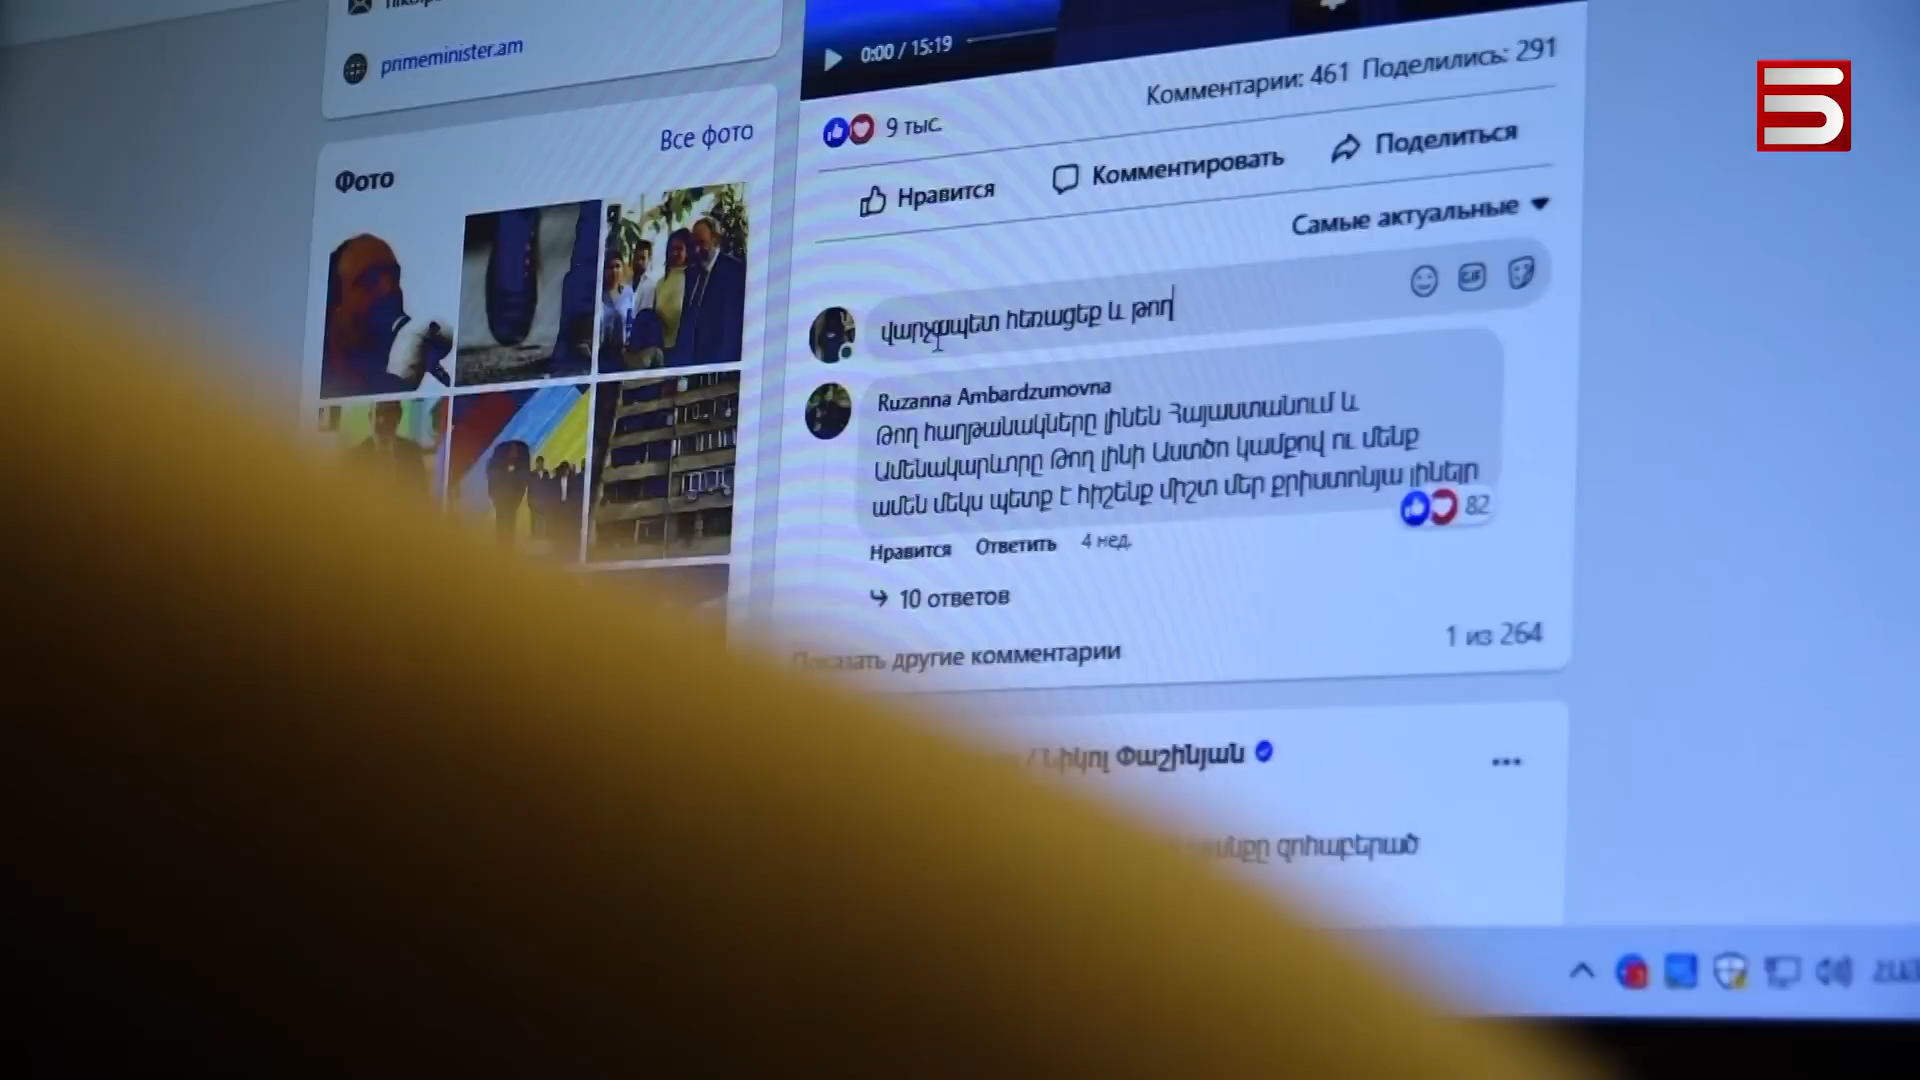 primeminister.am
Все фото
Фото
0:00 / 15:19
Комментарии: 461 Поделились: 291
9 тыс.
Нравится
Комментировать
Поделиться
Самые актуальные
վարչապետ հեռացեք և թող
GIF
Ruzanna Ambardzumovna
Թող հաղթանակները լինեն Հայաստանում և
Ամենակարևորը Թող լինի Աստծո կամքով ու մենք
ամեն մեկս պետք է հիշենք միշտ մեր քրիստոնյա լինելը
82
Нравится Ответить 4 нед.
10 ответов
Показать другие комментарии
1 из 264
Նիկոլ Փաշինյան
զոհաբերած